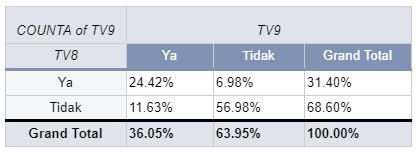 COUNTA of TV9 TV9
TV8 Ya Tidak Grand Total
Ya 24.42% 6.98% 31.40%
Tidak 11.63% 56.98% 68.60%
Grand Total 36.05% 63.95% 100.00%